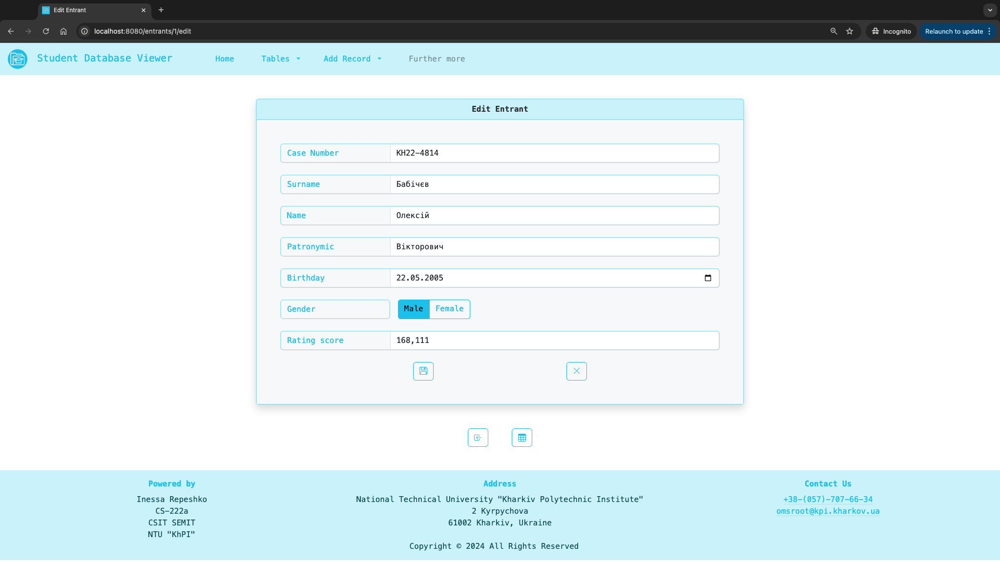 Edit Entrant
localhost:8080/entrants/1/edit
Incognito
Relaunch to update
Student Database Viewer
Home
Tables
Add Record
Further more
Edit Entrant
Case Number
КН22-4814
Surname
Бабічєв
Name
Олексій
Patronymic
Вікторович
Birthday
22.05.2005
Gender
Male
Female
Rating score
168,111
Powered by
Inessa Repeshko
CS-222a
CSIT SEMIT
NTU "KhPI"
Address
National Technical University "Kharkiv Polytechnic Institute"
2 Kyrpychova
61002 Kharkiv, Ukraine
Copyright © 2024 All Rights Reserved
Contact Us
+38-(057)-707-66-34
omsroot@kpi.kharkov.ua